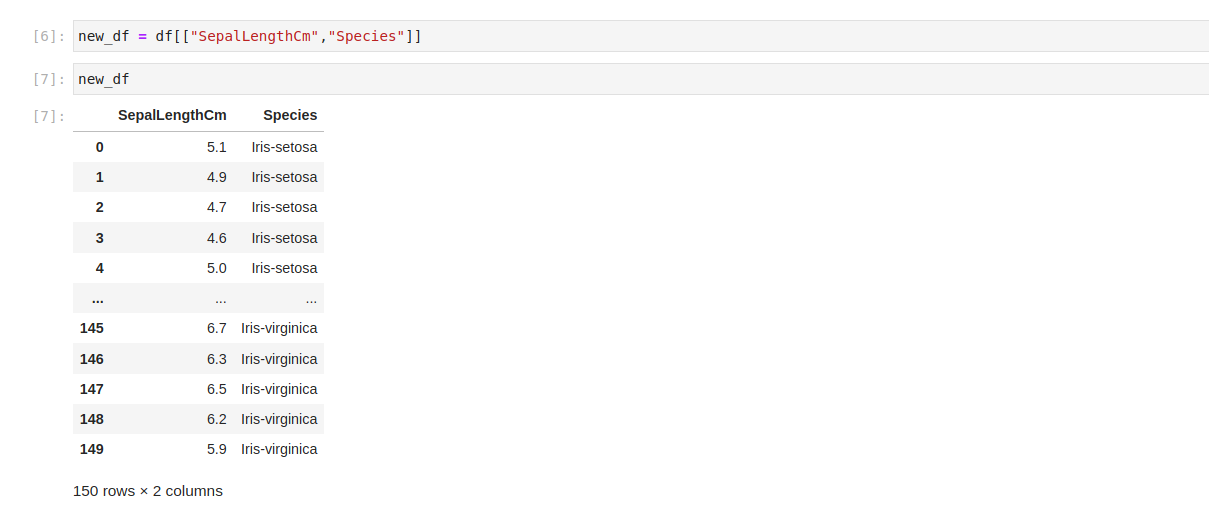 [6]: new_df = df[["SepalLengthCm","Species"]]
[7]: new_df
[7]: SepalLengthCm Species
0 5.1 Iris-setosa
1 4.9 Iris-setosa
2 4.7 Iris-setosa
3 4.6 Iris-setosa
4 5.0 Iris-setosa
... ... ...
145 6.7 Iris-virginica
146 6.3 Iris-virginica
147 6.5 Iris-virginica
148 6.2 Iris-virginica
149 5.9 Iris-virginica
150 rows × 2 columns